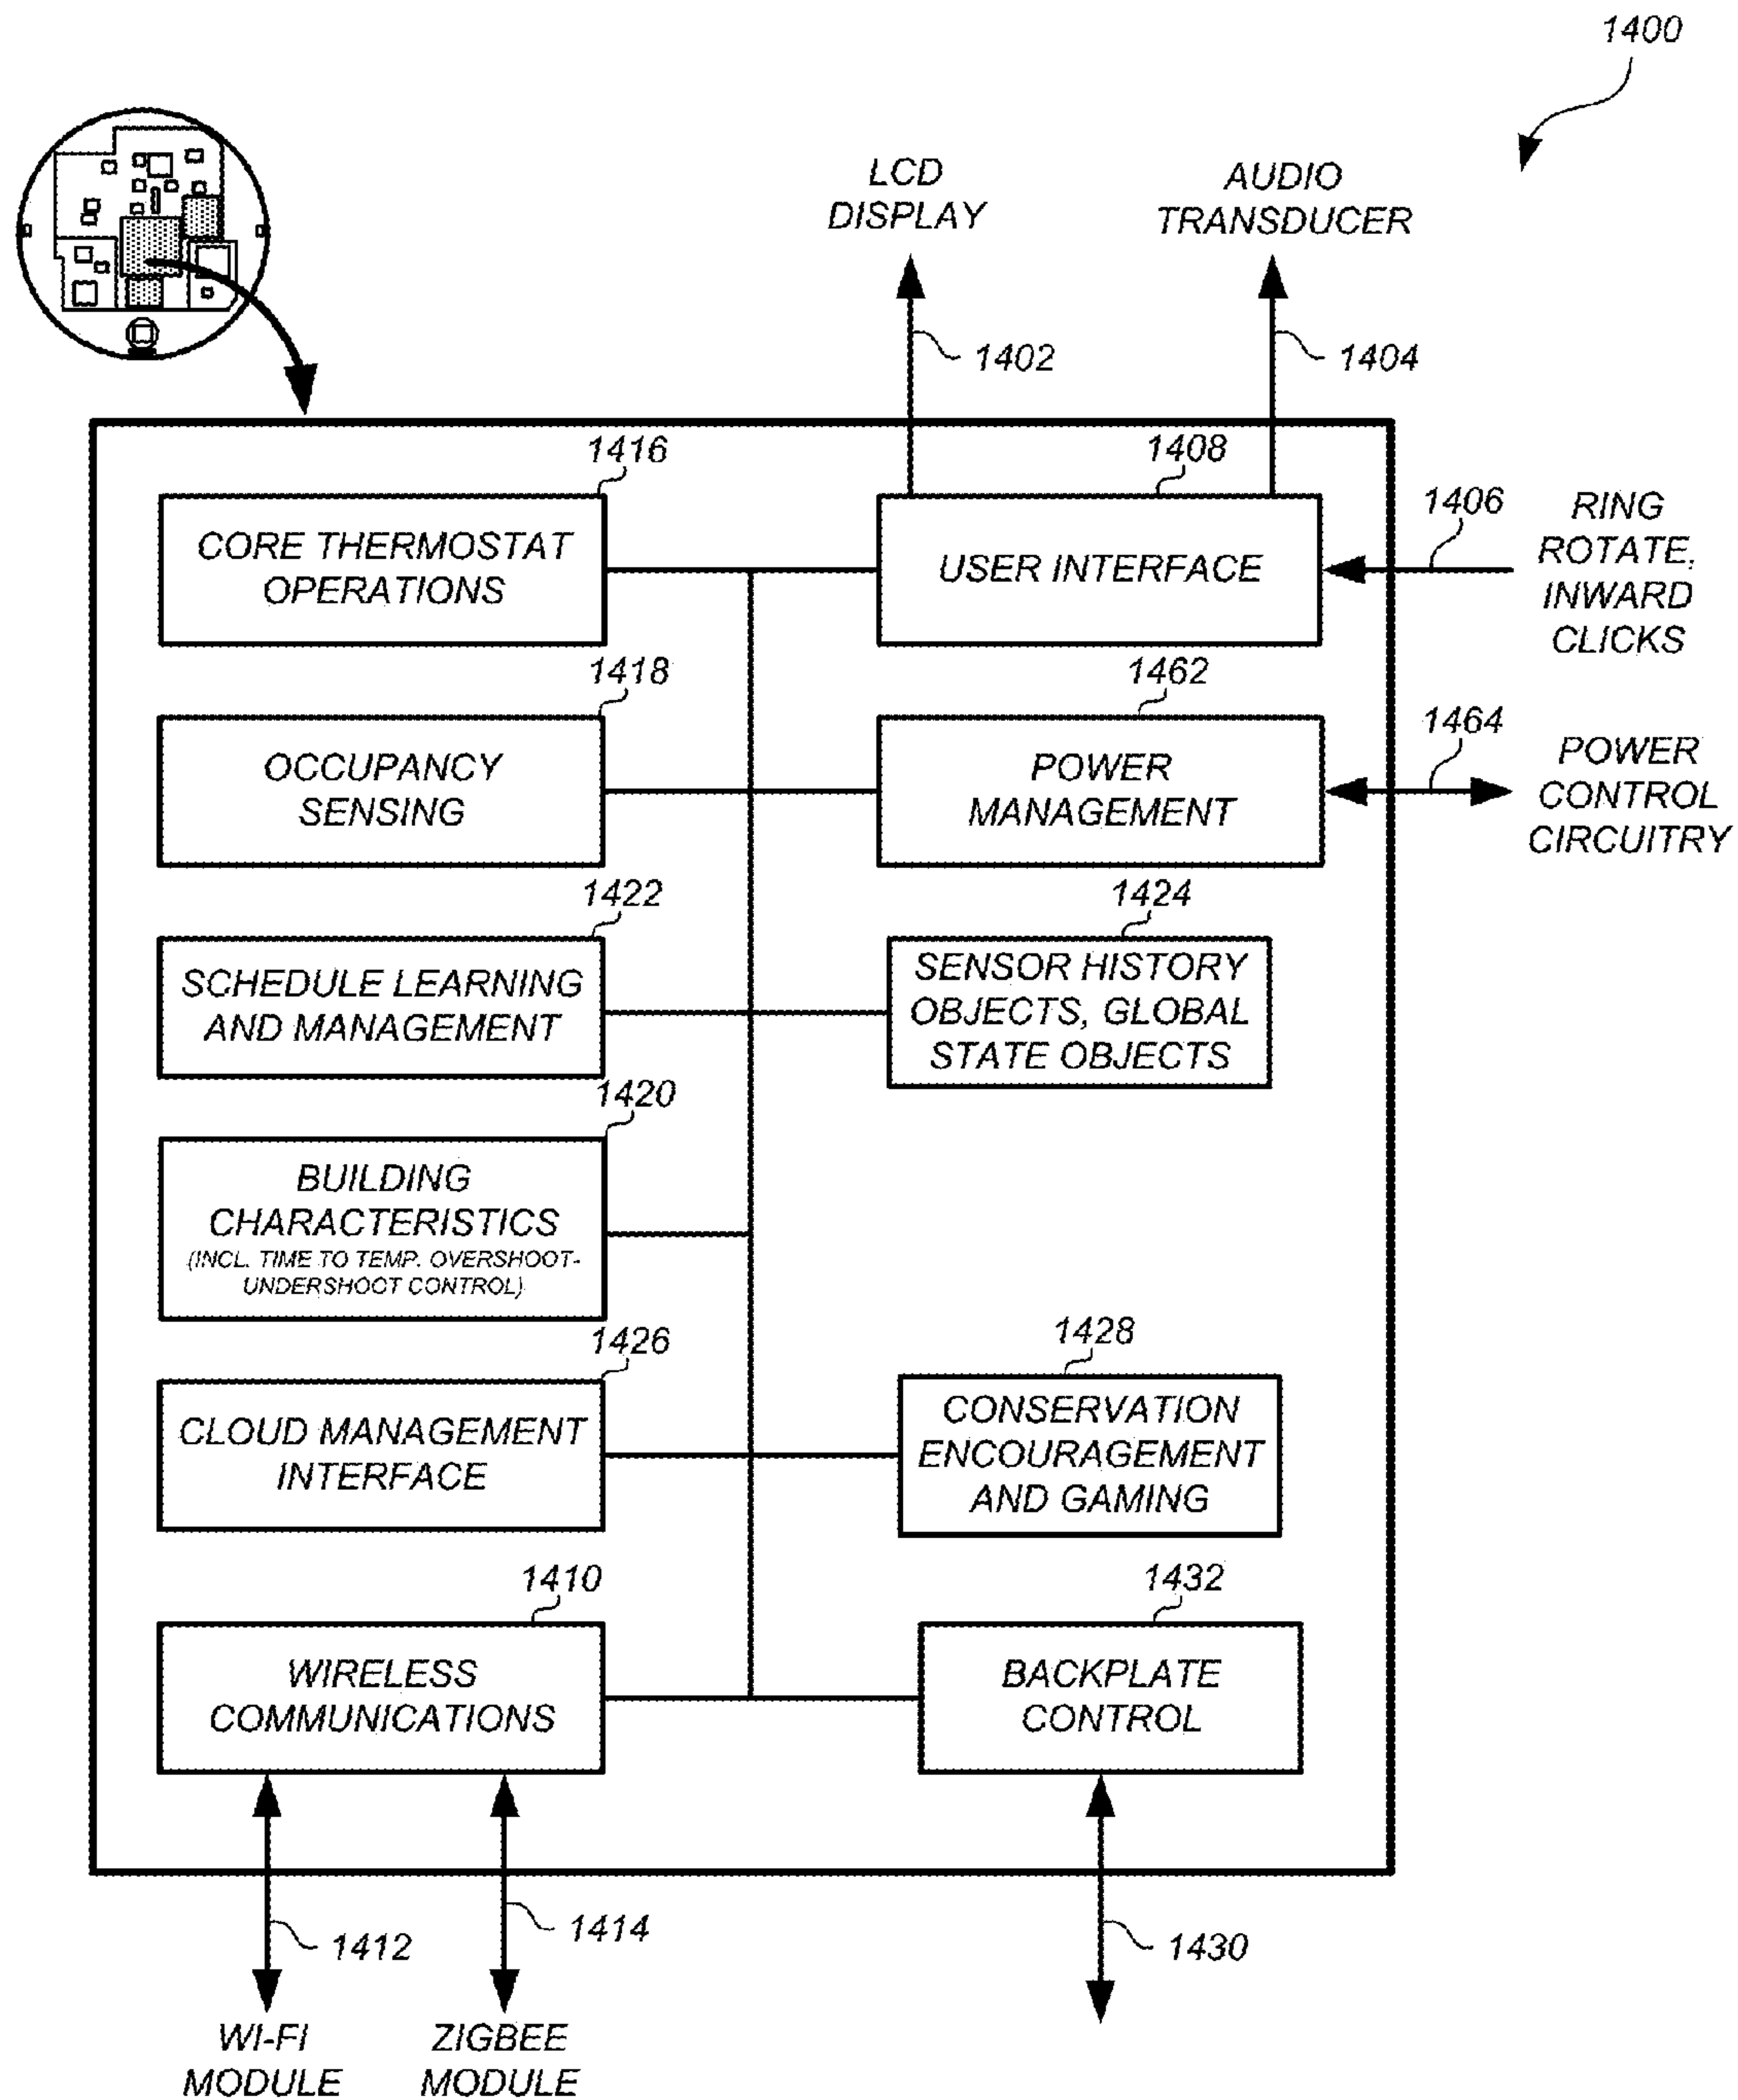 1400
LCD
DISPLAY
AUDIO
TRANSDUCER
1402
1404
1416
CORE THERMOSTAT
OPERATIONS
1408
USER INTERFACE
1406
RING
ROTATE,
INWARD
CLICKS
1418
OCCUPANCY
SENSING
1462
POWER
MANAGEMENT
1464
POWER
CONTROL
CIRCUITRY
1422
SCHEDULE LEARNING
AND MANAGEMENT
1424
SENSOR HISTORY
OBJECTS, GLOBAL
STATE OBJECTS
1420
BUILDING
CHARACTERISTICS
(INCL. TIME TO TEMP. OVERSHOOT-
UNDERSHOOT CONTROL)
1426
CLOUD MANAGEMENT
INTERFACE
1428
CONSERVATION
ENCOURAGEMENT
AND GAMING
1410
WIRELESS
COMMUNICATIONS
1432
BACKPLATE
CONTROL
1412
1414
1430
WI-FI
MODULE
ZIGBEE
MODULE